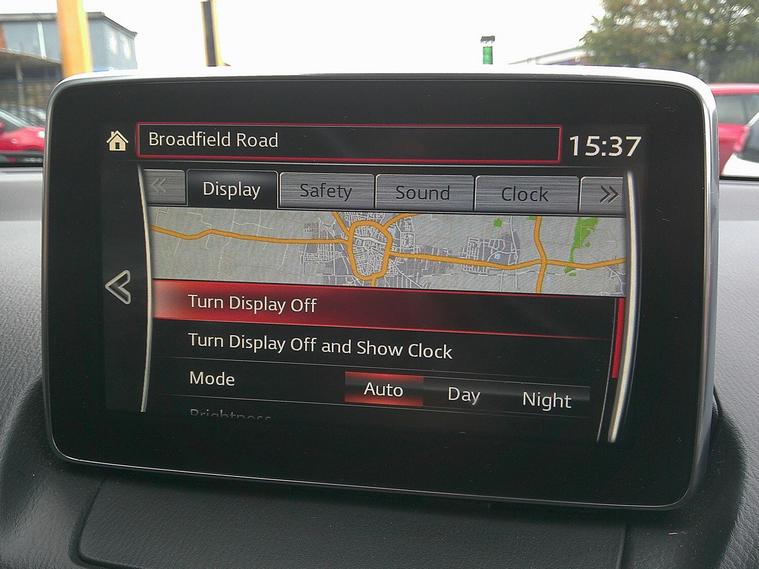 Broadfield Road
15:37
Display
Safety
Sound
Clock
Turn Display Off
Turn Display Off and Show Clock
Mode
Auto
Day
Night
Brightness